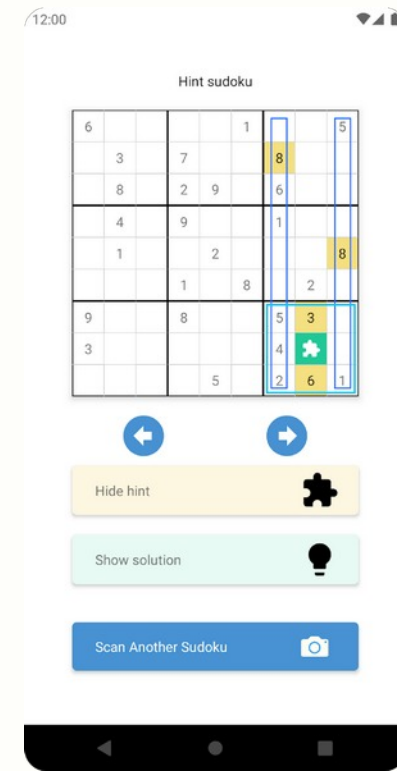 12:00
Hint sudoku
6 1 5
3 7 8
8 2 9 6
4 9 1
1 2 8
1 8 2
9 8 5 3
3 4
5 2 6 1
Hide hint
Show solution
Scan Another Sudoku